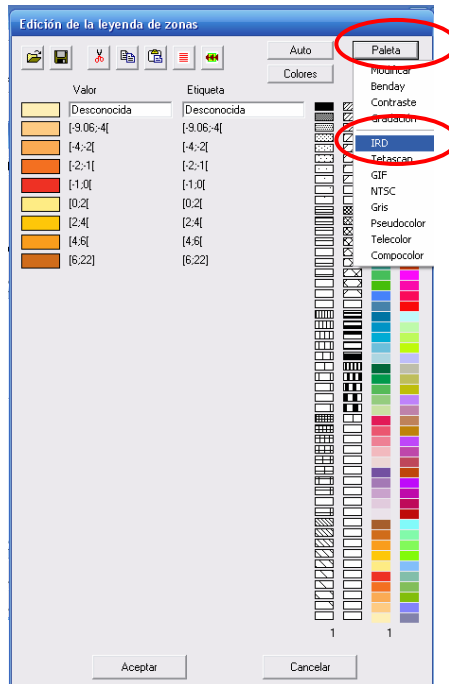 Edición de la leyenda de zonas
Auto
Paleta
Colores
Modificar
Benday
Contraste
Gradación
IRD
Tetascap
GIF
NTSC
Gris
Pseudocolor
Telecolor
Compocolor
Valor Etiqueta
Desconocida Desconocida
[-9.06;-4[ [-9.06;-4[
[-4;-2[ [-4;-2[
[-2;-1[ [-2;-1[
[-1;0[ [-1;0[
[0;2[ [0;2[
[2;4[ [2;4[
[4;6[ [4;6[
[6;22] [6;22]
1 1
Aceptar Cancelar